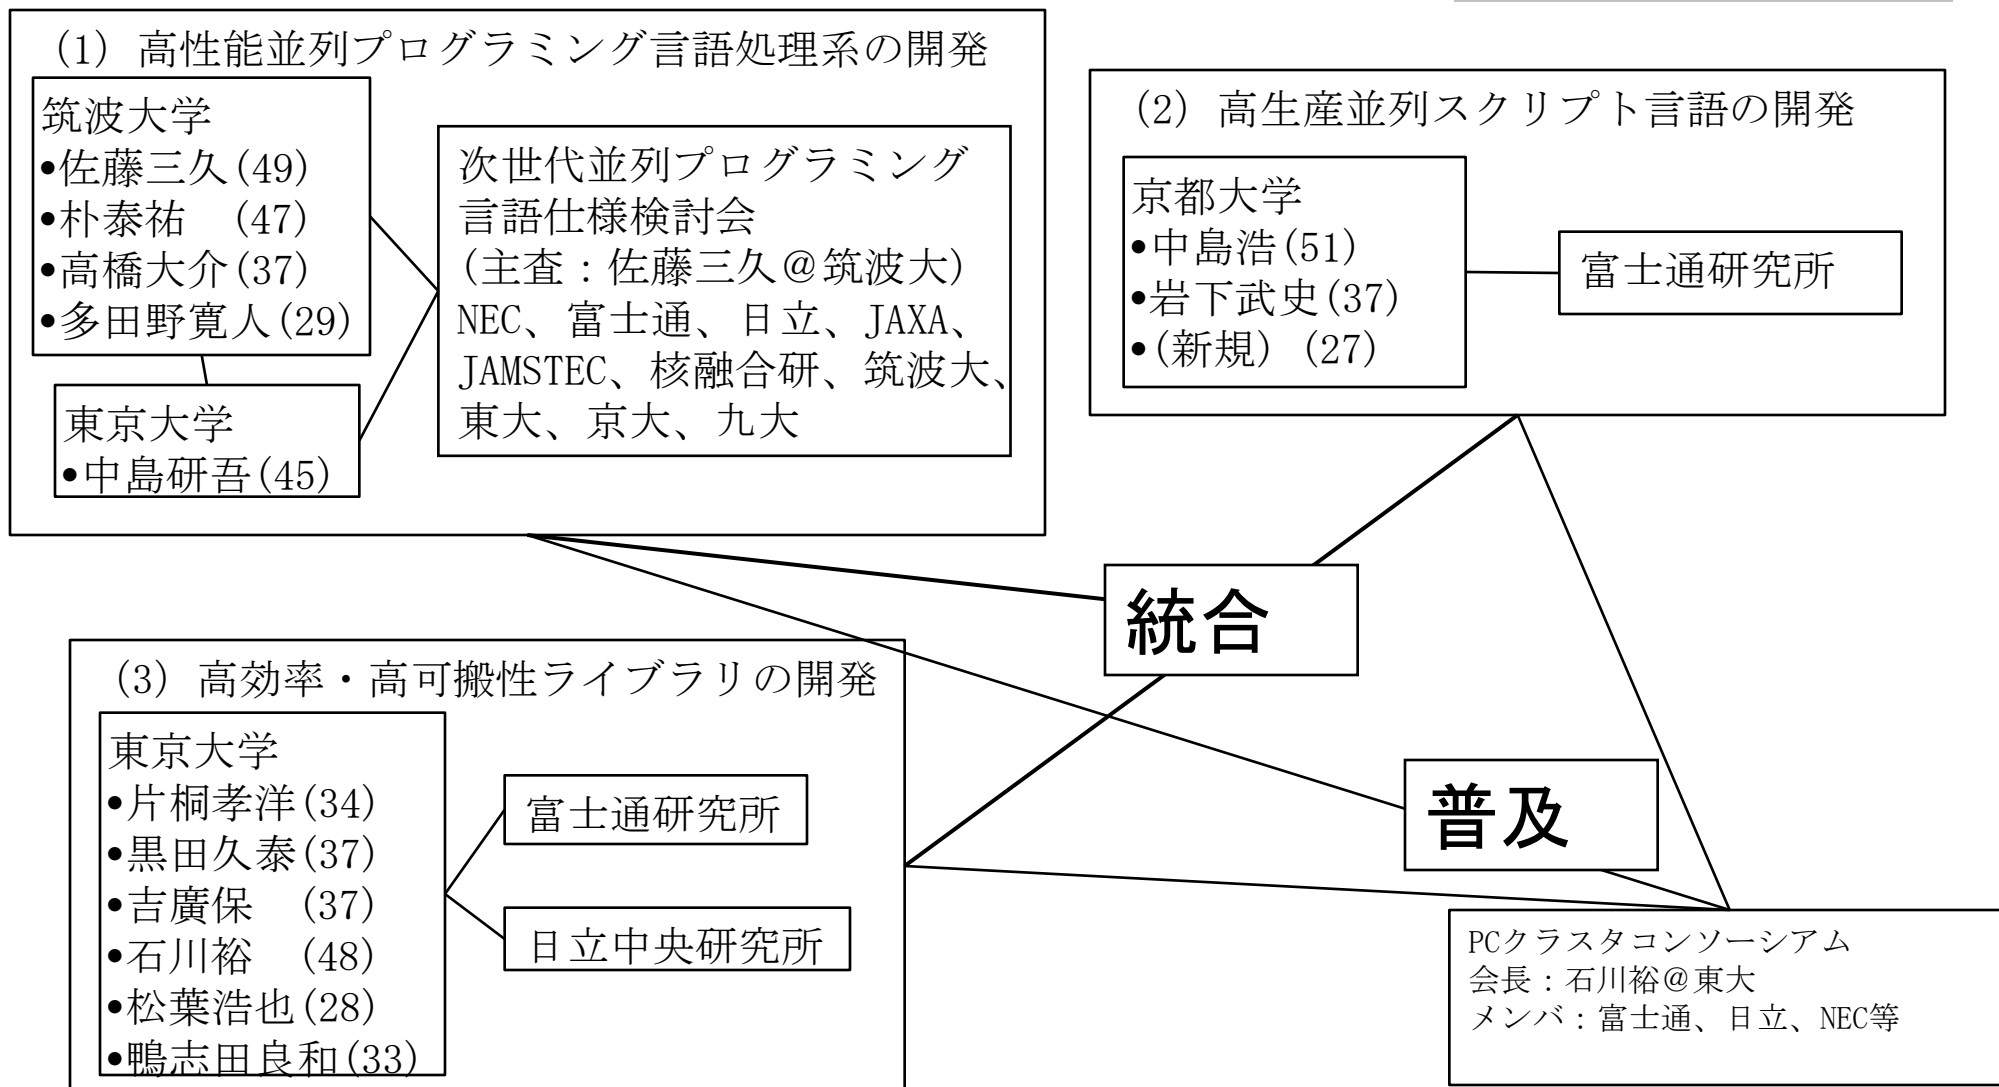 (1) 高性能並列プログラミング言語処理系の開発
筑波大学
•佐藤三久(49)
•朴泰祐 (47)
•高橋大介(37)
•多田野寛人(29)
東京大学
•中島研吾(45)
次世代並列プログラミング
言語仕様検討会
(主査：佐藤三久@筑波大)
NEC、富士通、日立、JAXA、
JAMSTEC、核融合研、筑波大、
東大、京大、九大
(2) 高生産並列スクリプト言語の開発
京都大学
•中島浩(51)
•岩下武史(37)
•(新規) (27)
富士通研究所
統合
(3) 高効率・高可搬性ライブラリの開発
東京大学
•片桐孝洋(34)
•黒田久泰(37)
•吉廣保 (37)
•石川裕 (48)
•松葉浩也(28)
•鴨志田良和(33)
富士通研究所
日立中央研究所
普及
PCクラスタコンソーシアム
会長：石川裕@東大
メンバ：富士通、日立、NEC等